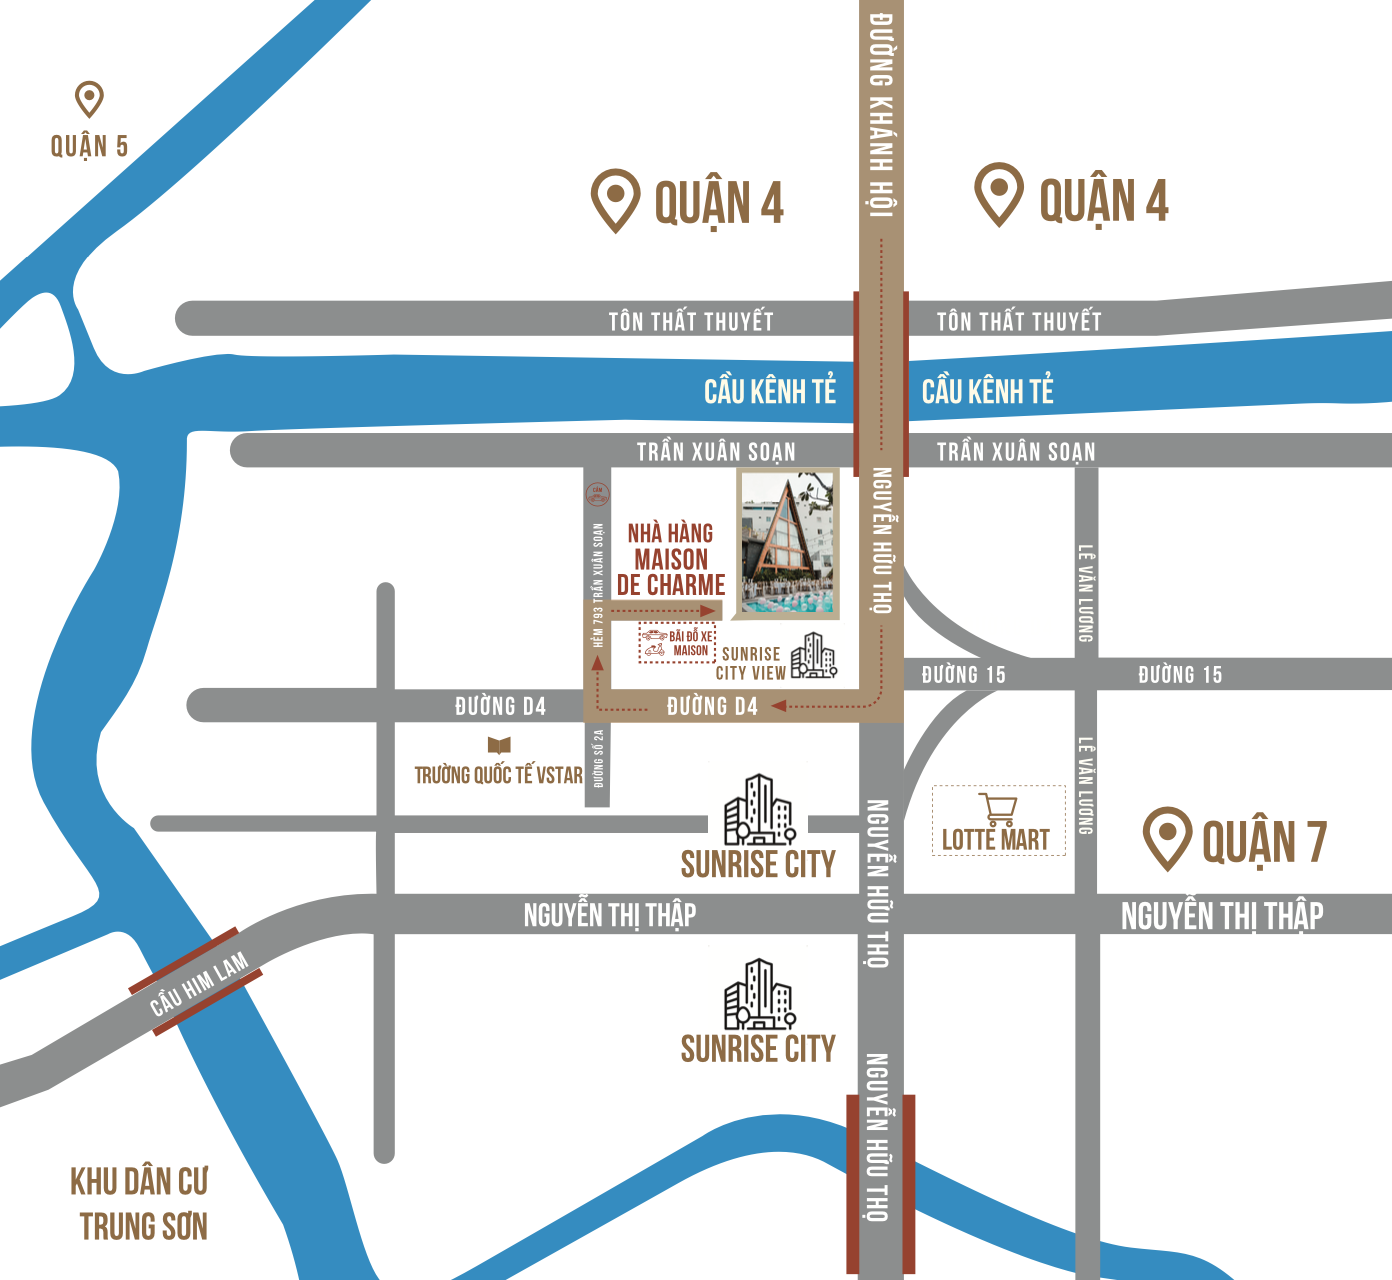 ĐƯỜNG KHÁNH HỘI
QUẬN 5
QUẬN 4
QUẬN 4
TÔN THẤT THUYẾT
TÔN THẤT THUYẾT
CẦU KÊNH TẺ
CẦU KÊNH TẺ
TRẦN XUÂN SOẠN
TRẦN XUÂN SOẠN
CẤM
NGUYỄN HỮU THỌ
HẺM 793 TRẦN XUÂN SOẠN
NHÀ HÀNG
MAISON
DE CHARME
LÊ VĂN LƯƠNG
BÃI ĐỖ XE
MAISON
SUNRISE
CITY VIEW
ĐƯỜNG 15
ĐƯỜNG 15
ĐƯỜNG D4
ĐƯỜNG D4
ĐƯỜNG SỐ 2A
TRƯỜNG QUỐC TẾ VSTAR
LÊ VĂN LƯƠNG
LOTTE MART
QUẬN 7
SUNRISE CITY
NGUYỄN HỮU THỌ
NGUYỄN THỊ THẬP
NGUYỄN THỊ THẬP
CẦU HIM LAM
SUNRISE CITY
NGUYỄN HỮU THỌ
KHU DÂN CƯ
TRUNG SƠN